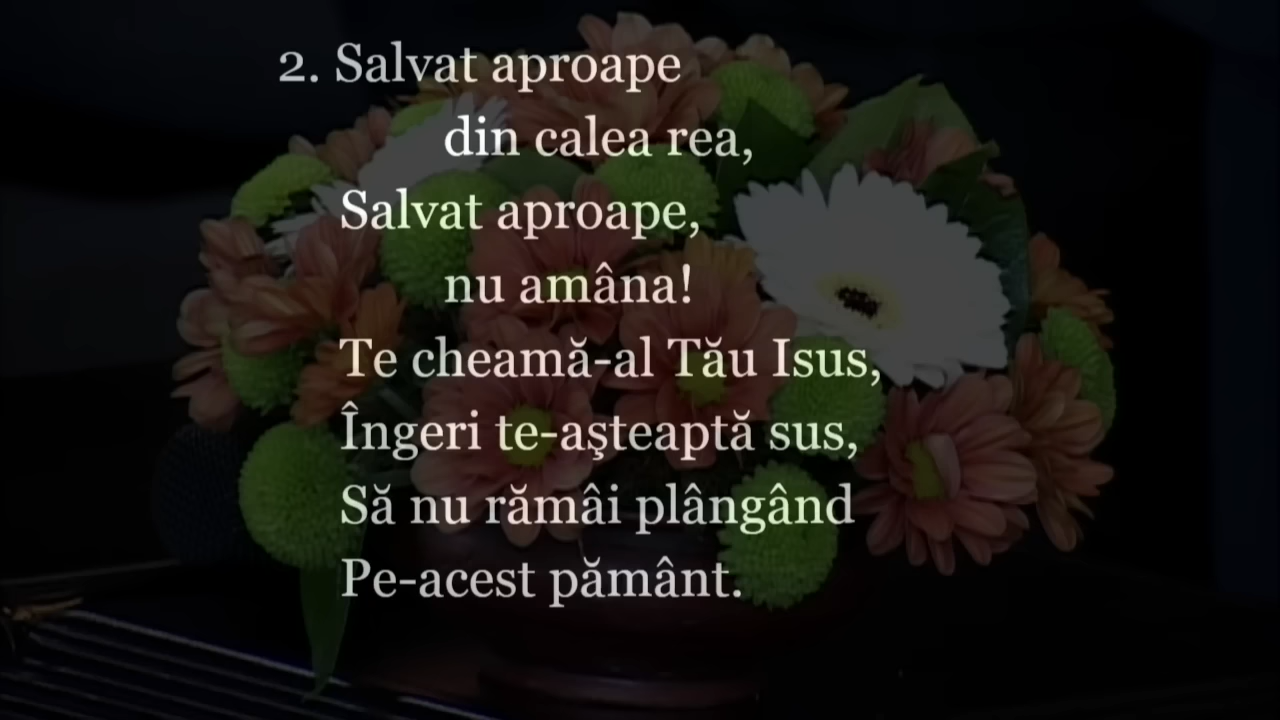 2. Salvat aproape
din calea rea,
Salvat aproape,
nu amâna!
Te cheamă-al Tău Isus,
Îngeri te-aşteaptă sus,
Să nu rămâi plângând
Pe-acest pământ.